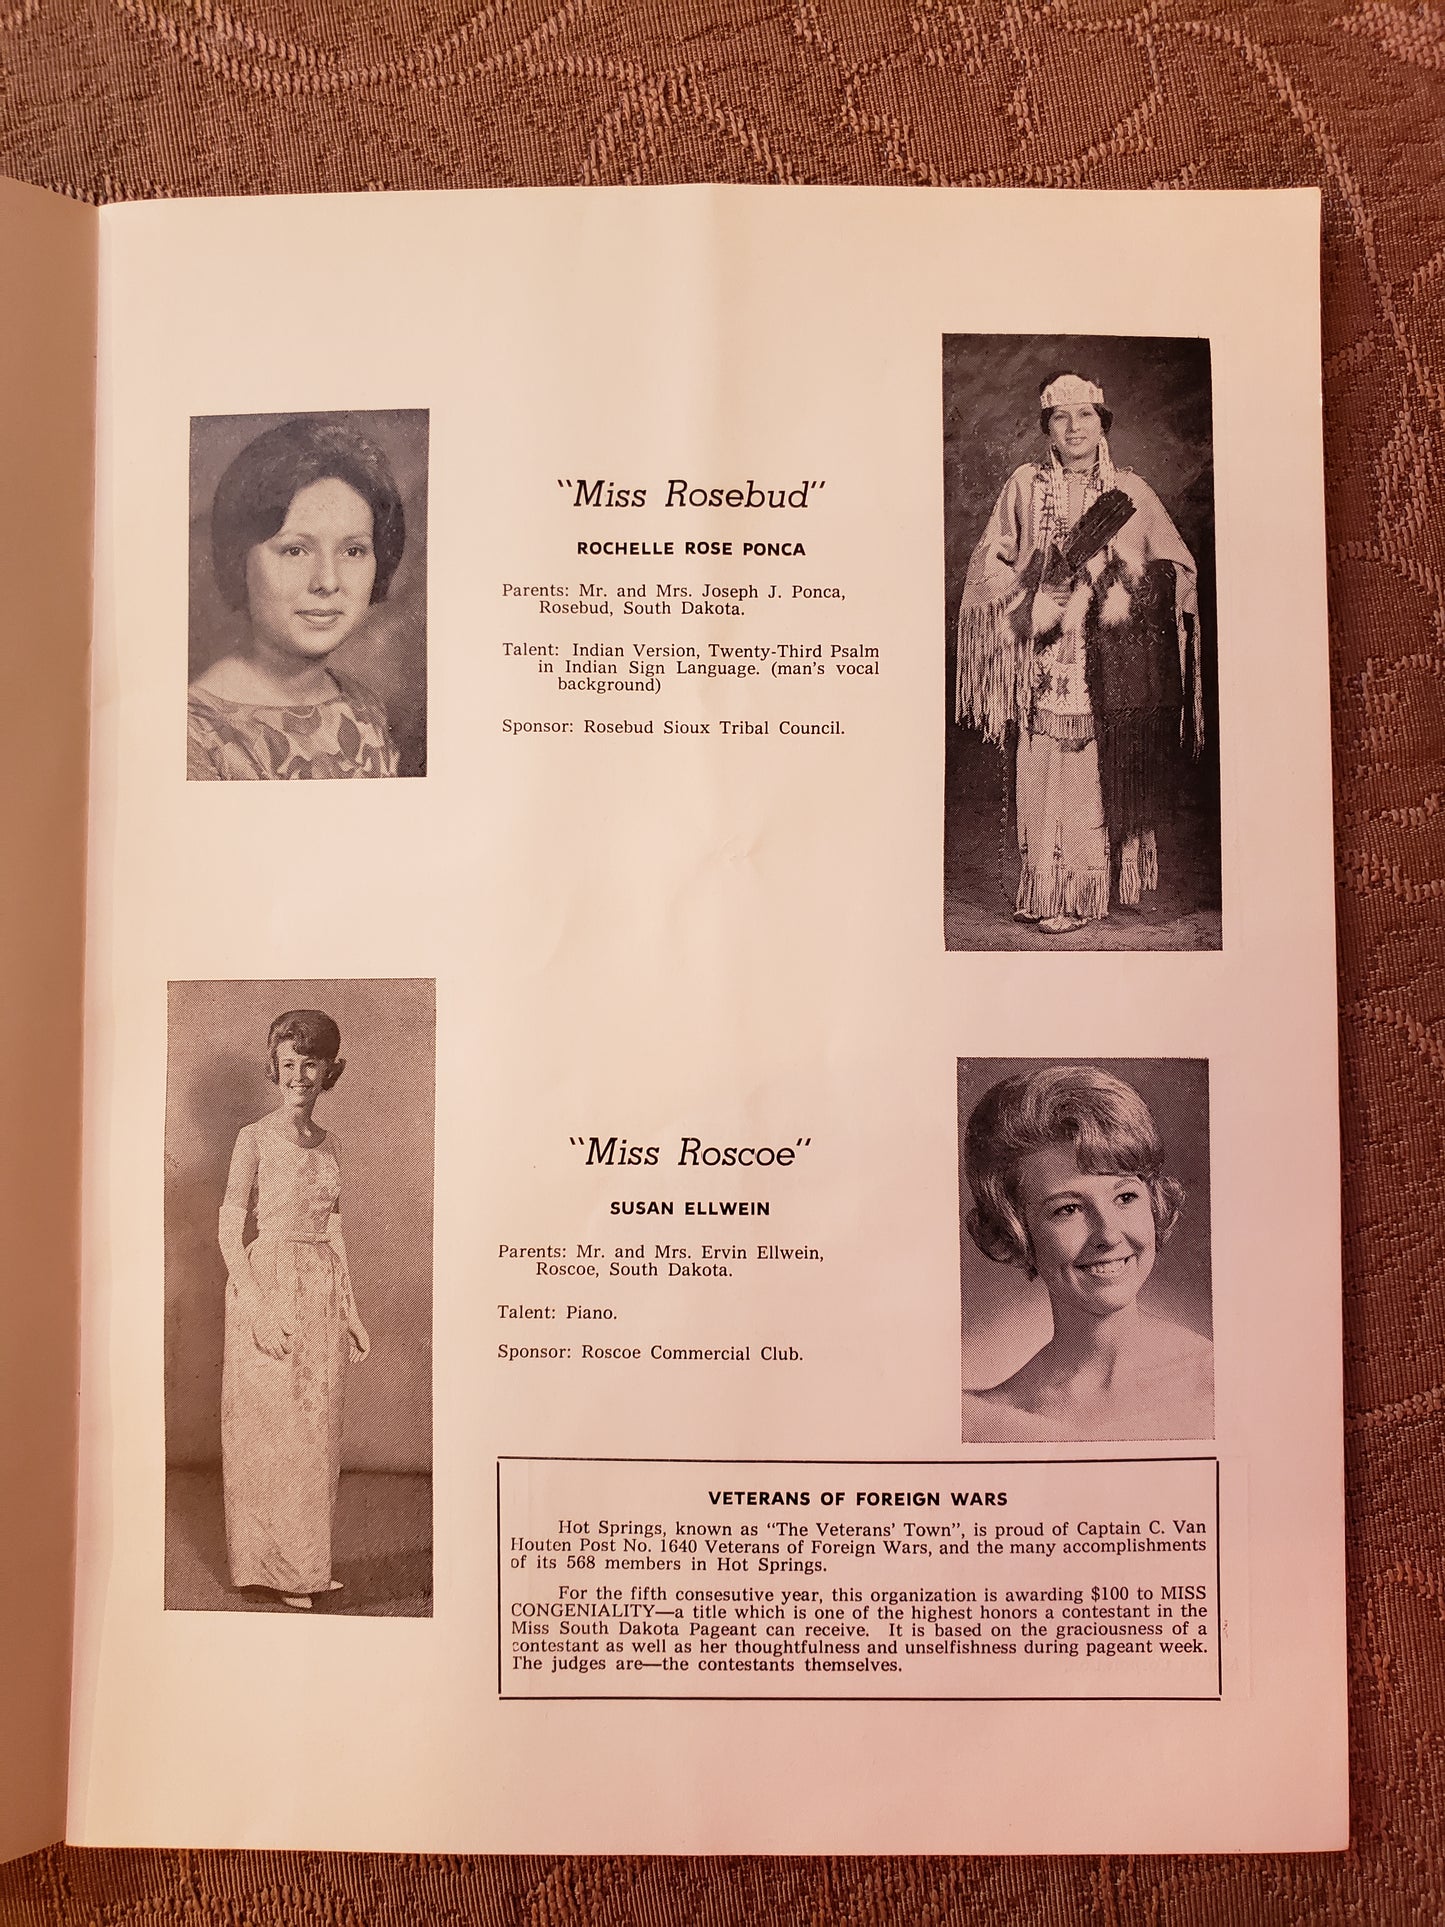 "Miss Rosebud"
ROCHELLE ROSE PONCA
Parents: Mr. and Mrs. Joseph J. Ponca,
Rosebud, South Dakota.
Talent: Indian Version, Twenty-Third Psalm
in Indian Sign Language. (man's vocal
background)
Sponsor: Rosebud Sioux Tribal Council.
"Miss Roscoe"
SUSAN ELLWEIN
Parents: Mr. and Mrs. Ervin Ellwein,
Roscoe, South Dakota.
Talent: Piano.
Sponsor: Roscoe Commercial Club.
VETERANS OF FOREIGN WARS
Hot Springs, known as "The Veterans' Town", is proud of Captain C. Van
Houten Post No. 1640 Veterans of Foreign Wars, and the many accomplishments
of its 568 members in Hot Springs.
For the fifth consesutive year, this organization is awarding $100 to MISS
CONGENIALITY—a title which is one of the highest honors a contestant in the
Miss South Dakota Pageant can receive. It is based on the graciousness of a
contestant as well as her thoughtfulness and unselfishness during pageant week.
The judges are—the contestants themselves.